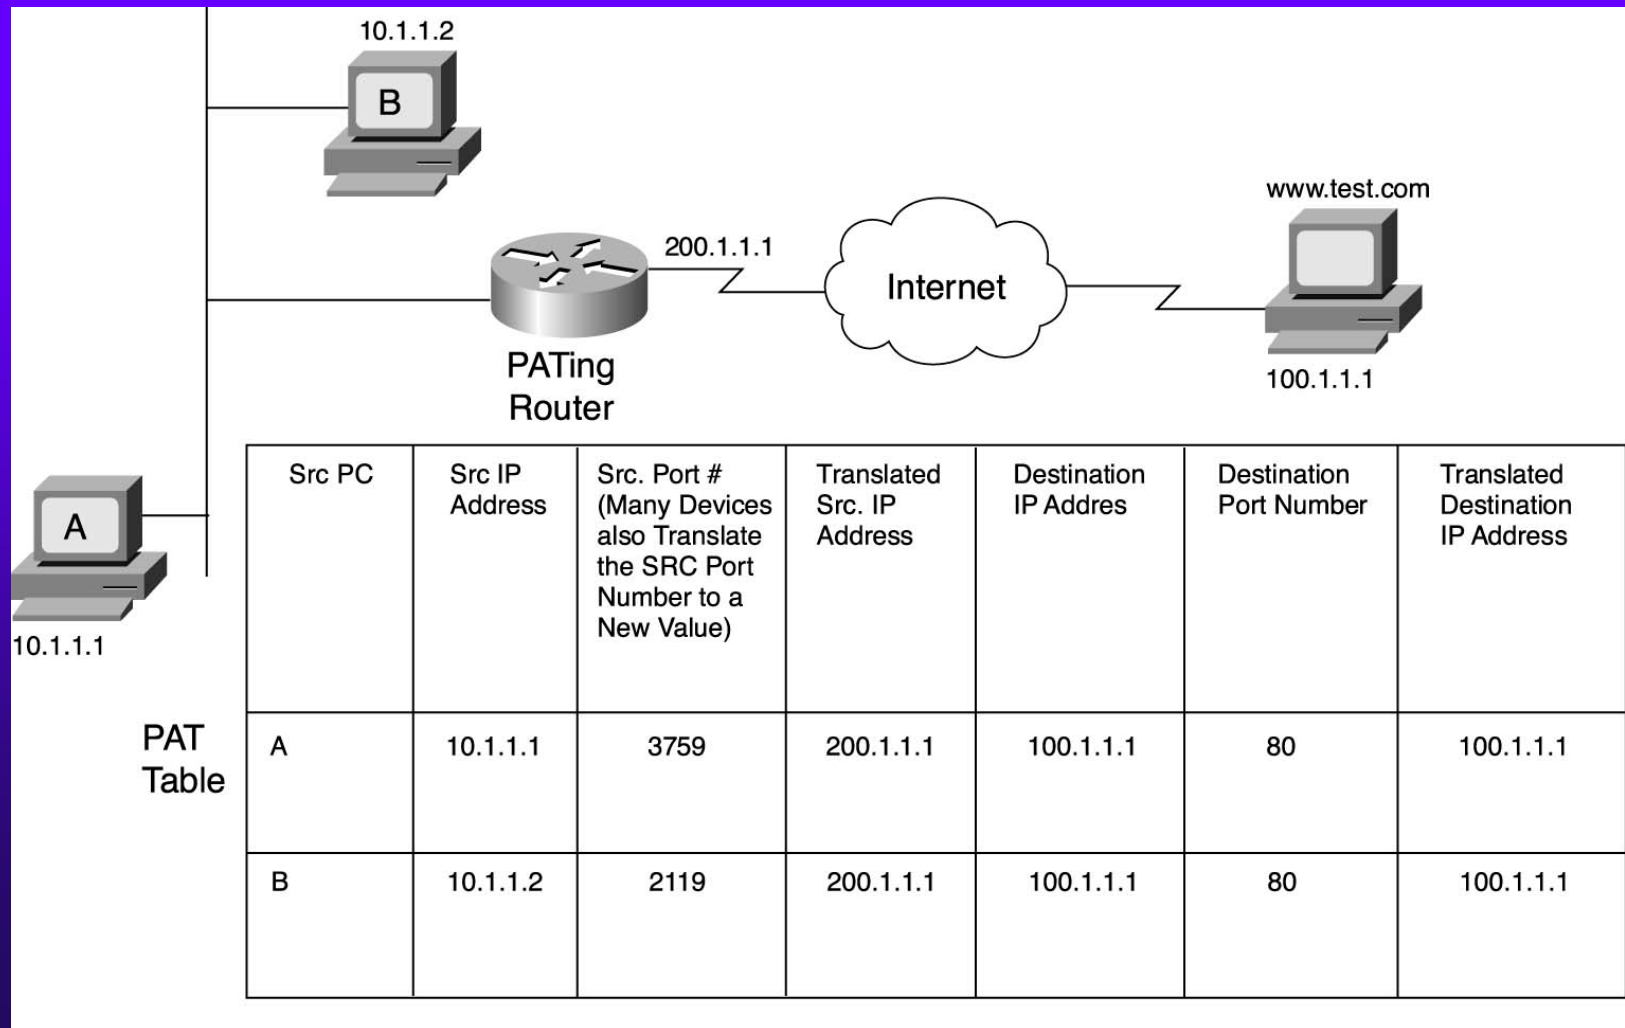 10.1.1.2
B
www.test.com
200.1.1.1
Internet
PATing
Router
100.1.1.1
A
10.1.1.1
PAT
Table
Src PC
Src IP
Address
Src. Port #
(Many Devices
also Translate
the SRC Port
Number to a
New Value)
Translated
Src. IP
Address
Destination
IP Addres
Destination
Port Number
Translated
Destination
IP Address
A 10.1.1.1 3759 200.1.1.1 100.1.1.1 80 100.1.1.1
B 10.1.1.2 2119 200.1.1.1 100.1.1.1 80 100.1.1.1